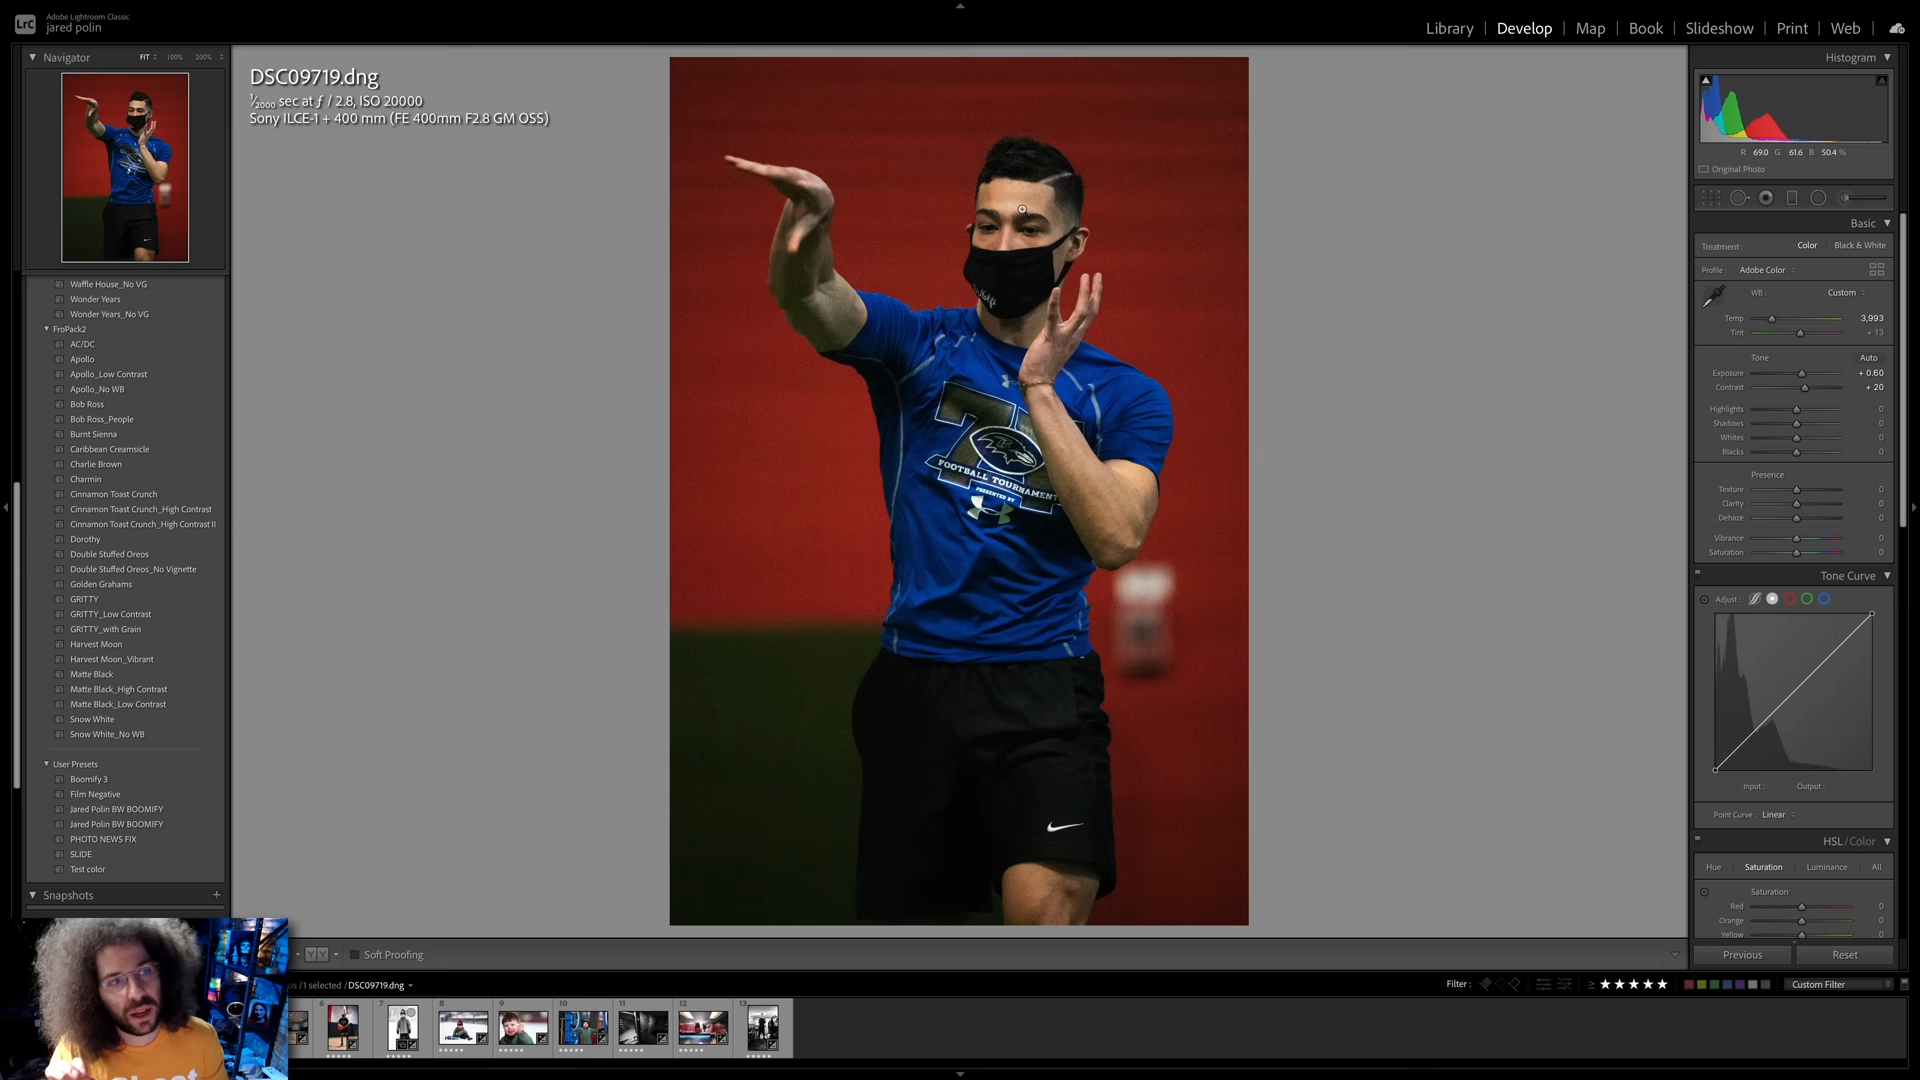 Lrc
Adobe Lightroom Classic
jared polin
Library
Develop
Map
Book
Slideshow
Print
Web
Navigator
FIT
100%
200%
Waffle House_No VG
Wonder Years
Wonder Years_No VG
FroPack2
AC/DC
Apollo
Apollo_Low Contrast
Apollo_No WB
Bob Ross
Bob Ross_People
Burnt Sienna
Caribbean Creamsicle
Charlie Brown
Charmin
Cinnamon Toast Crunch
Cinnamon Toast Crunch_High Contrast
Cinnamon Toast Crunch_High Contrast II
Dorothy
Double Stuffed Oreos
Double Stuffed Oreos_No Vignette
Golden Grahams
GRITTY
GRITTY_Low Contrast
GRITTY_with Grain
Harvest Moon
Harvest Moon_Vibrant
Matte Black
Matte Black_High Contrast
Matte Black_Low Contrast
Snow White
Snow White_No WB
User Presets
Boomify 3
Film Negative
Jared Polin BW BOOMIFY
Jared Polin BW BOOMIFY
PHOTO NEWS FIX
SLIDE
Test color
Snapshots +
DSC09719.dng
1/2000 sec at ƒ / 2.8, ISO 20000
Sony ILCE-1 + 400 mm (FE 400mm F2.8 GM OSS)
FOOTBALL TOURNAMENT
PRESENTED BY
Histogram
R 69.0 G 61.6 B 50.4 %
Original Photo
Basic
Treatment : Color Black & White
Profile : Adobe Color
WB : Custom
Temp 3,993
Tint + 13
Tone Auto
Exposure + 0.60
Contrast + 20
Highlights 0
Shadows 0
Whites 0
Blacks 0
Presence
Texture 0
Clarity 0
Dehaze 0
Vibrance 0
Saturation 0
Tone Curve
Adjust :
Input : Output :
Point Curve : Linear
HSL / Color
Hue Saturation Luminance All
Saturation
Red 0
Orange 0
Yellow 0
Previous Reset
Y Y Soft Proofing
/1 selected / DSC09719.dng
Filter : ≥ ★★★★★ Custom Filter
6
7
8
9
10
11
12
13